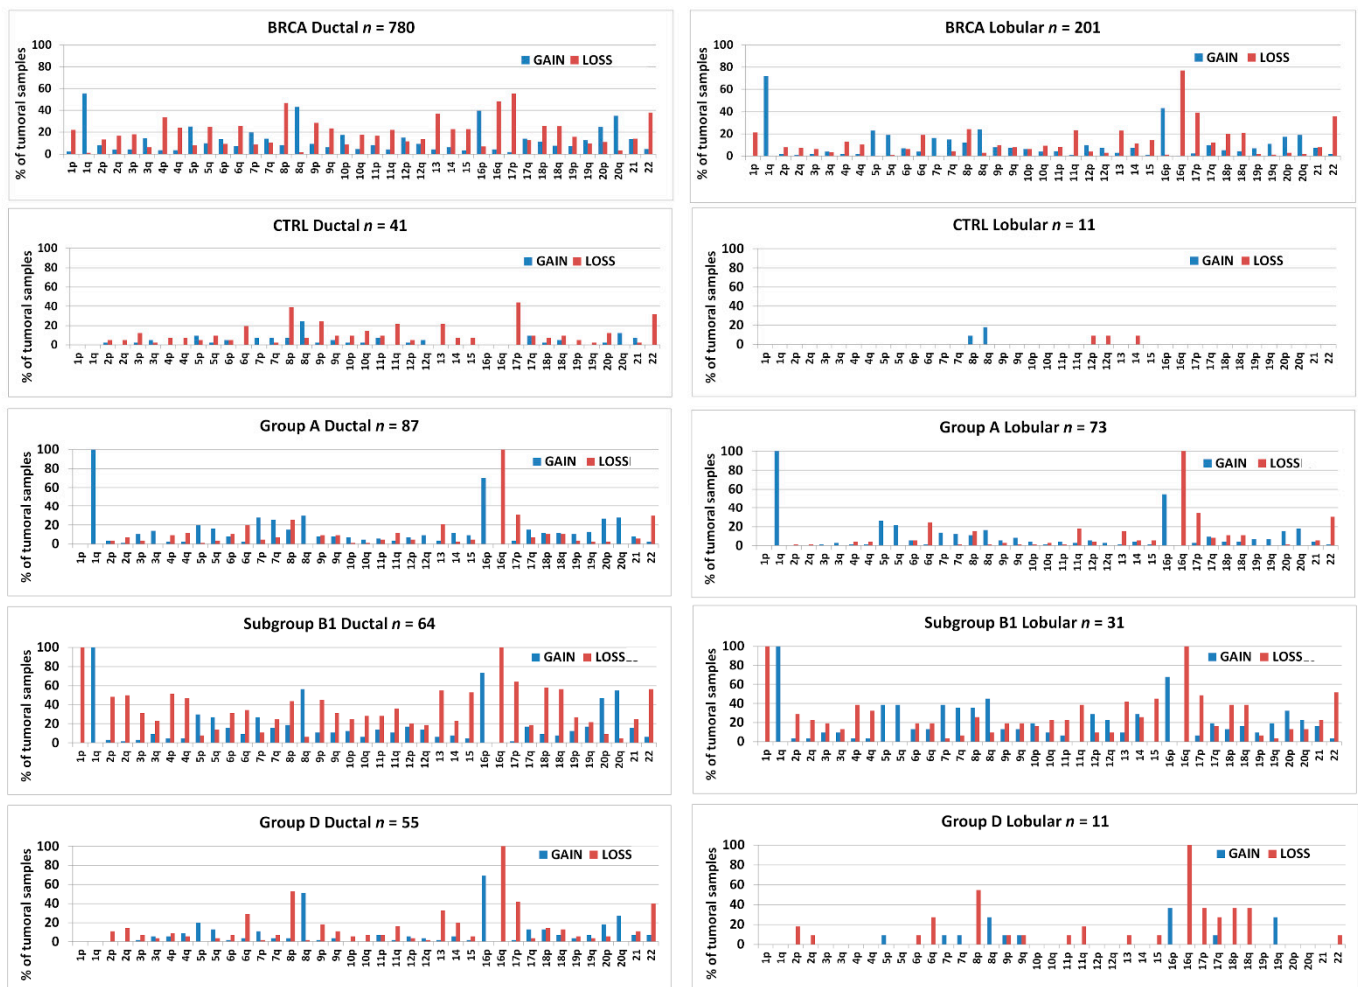 BRCA Ductal n = 780
% of tumoral samples
100
80
60
40
20
0
GAIN LOSS
1p 1q 2p 2q 3p 3q 4p 4q 5p 5q 6p 6q 7p 7q 8p 8q 9p 9q 10p 10q 11p 11q 12p 12q 13 14 15 16p 16q 17p 17q 18p 18q 19p 19q 20p 20q 21 22
BRCA Lobular n = 201
% of tumoral samples
100
80
60
40
20
0
GAIN LOSS
1p 1q 2p 2q 3p 3q 4p 4q 5p 5q 6p 6q 7p 7q 8p 8q 9p 9q 10p 10q 11p 11q 12p 12q 13 14 15 16p 16q 17p 17q 18p 18q 19p 19q 20p 20q 21 22
CTRL Ductal n = 41
% of tumoral samples
100
80
60
40
20
0
GAIN LOSS
1p 1q 2p 2q 3p 3q 4p 4q 5p 5q 6p 6q 7p 7q 8p 8q 9p 9q 10p 10q 11p 11q 12p 12q 13 14 15 16p 16q 17p 17q 18p 18q 19p 19q 20p 20q 21 22
CTRL Lobular n = 11
% of tumoral samples
100
80
60
40
20
0
GAIN LOSS
1p 1q 2p 2q 3p 3q 4p 4q 5p 5q 6p 6q 7p 7q 8p 8q 9p 9q 10p 10q 11p 11q 12p 12q 13 14 15 16p 16q 17p 17q 18p 18q 19p 19q 20p 20q 21 22
Group A Ductal n = 87
% of tumoral samples
100
80
60
40
20
0
GAIN LOSS
1p 1q 2p 2q 3p 3q 4p 4q 5p 5q 6p 6q 7p 7q 8p 8q 9p 9q 10p 10q 11p 11q 12p 12q 13 14 15 16p 16q 17p 17q 18p 18q 19p 19q 20p 20q 21 22
Group A Lobular n = 73
% of tumoral samples
100
80
60
40
20
0
GAIN LOSS
1p 1q 2p 2q 3p 3q 4p 4q 5p 5q 6p 6q 7p 7q 8p 8q 9p 9q 10p 10q 11p 11q 12p 12q 13 14 15 16p 16q 17p 17q 18p 18q 19p 19q 20p 20q 21 22
Subgroup B1 Ductal n = 64
% of tumoral samples
100
80
60
40
20
0
GAIN LOSS
1p 1q 2p 2q 3p 3q 4p 4q 5p 5q 6p 6q 7p 7q 8p 8q 9p 9q 10p 10q 11p 11q 12p 12q 13 14 15 16p 16q 17p 17q 18p 18q 19p 19q 20p 20q 21 22
Subgroup B1 Lobular n = 31
% of tumoral samples
100
80
60
40
20
0
GAIN LOSS
1p 1q 2p 2q 3p 3q 4p 4q 5p 5q 6p 6q 7p 7q 8p 8q 9p 9q 10p 10q 11p 11q 12p 12q 13 14 15 16p 16q 17p 17q 18p 18q 19p 19q 20p 20q 21 22
Group D Ductal n = 55
% of tumoral samples
100
80
60
40
20
0
GAIN LOSS
1p 1q 2p 2q 3p 3q 4p 4q 5p 5q 6p 6q 7p 7q 8p 8q 9p 9q 10p 10q 11p 11q 12p 12q 13 14 15 16p 16q 17p 17q 18p 18q 19p 19q 20p 20q 21 22
Group D Lobular n = 11
% of tumoral samples
100
80
60
40
20
0
GAIN LOSS
1p 1q 2p 2q 3p 3q 4p 4q 5p 5q 6p 6q 7p 7q 8p 8q 9p 9q 10p 10q 11p 11q 12p 12q 13 14 15 16p 16q 17p 17q 18p 18q 19p 19q 20p 20q 21 22